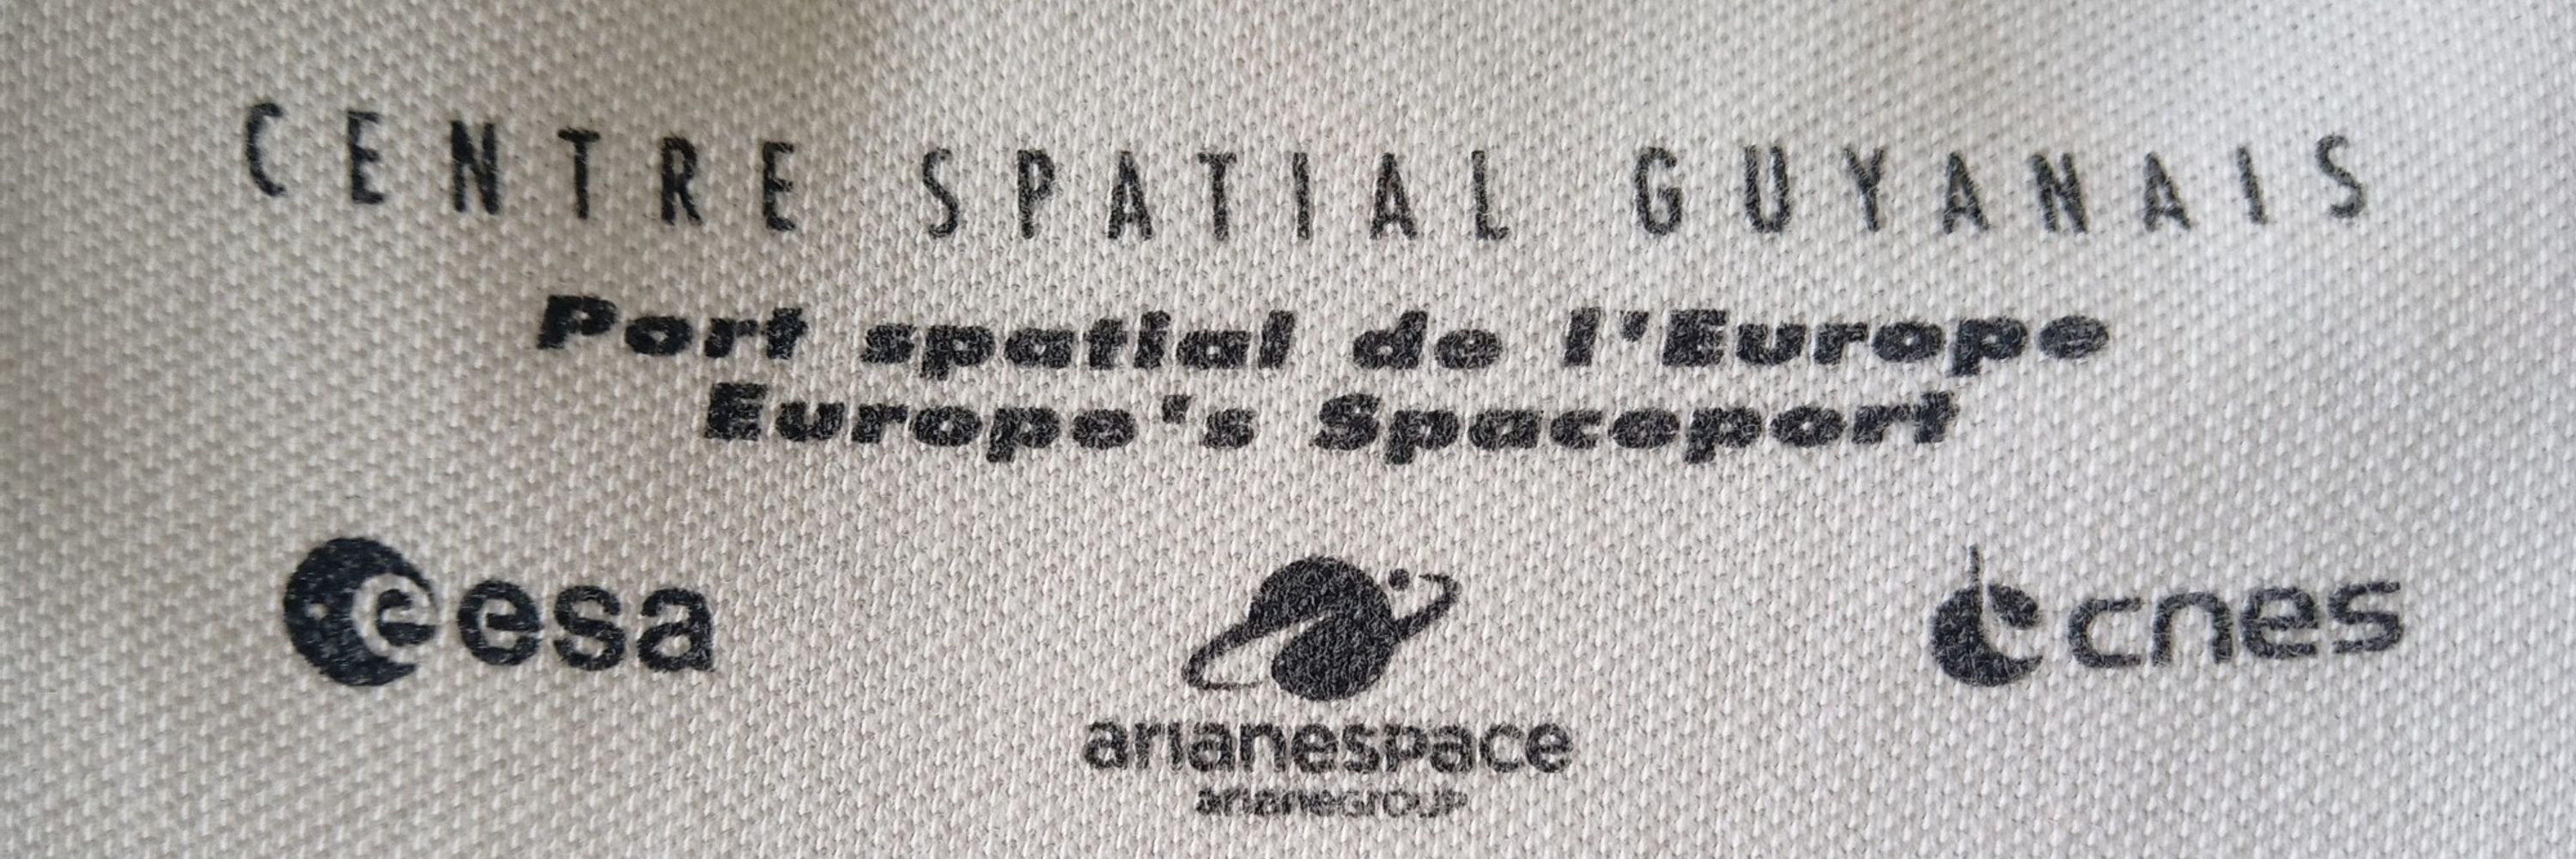 CENTRE SPATIAL GUYANAIS
Port spatial de l'Europe
Europe's Spaceport
esa
arianespace
arianeGROUP
cnes